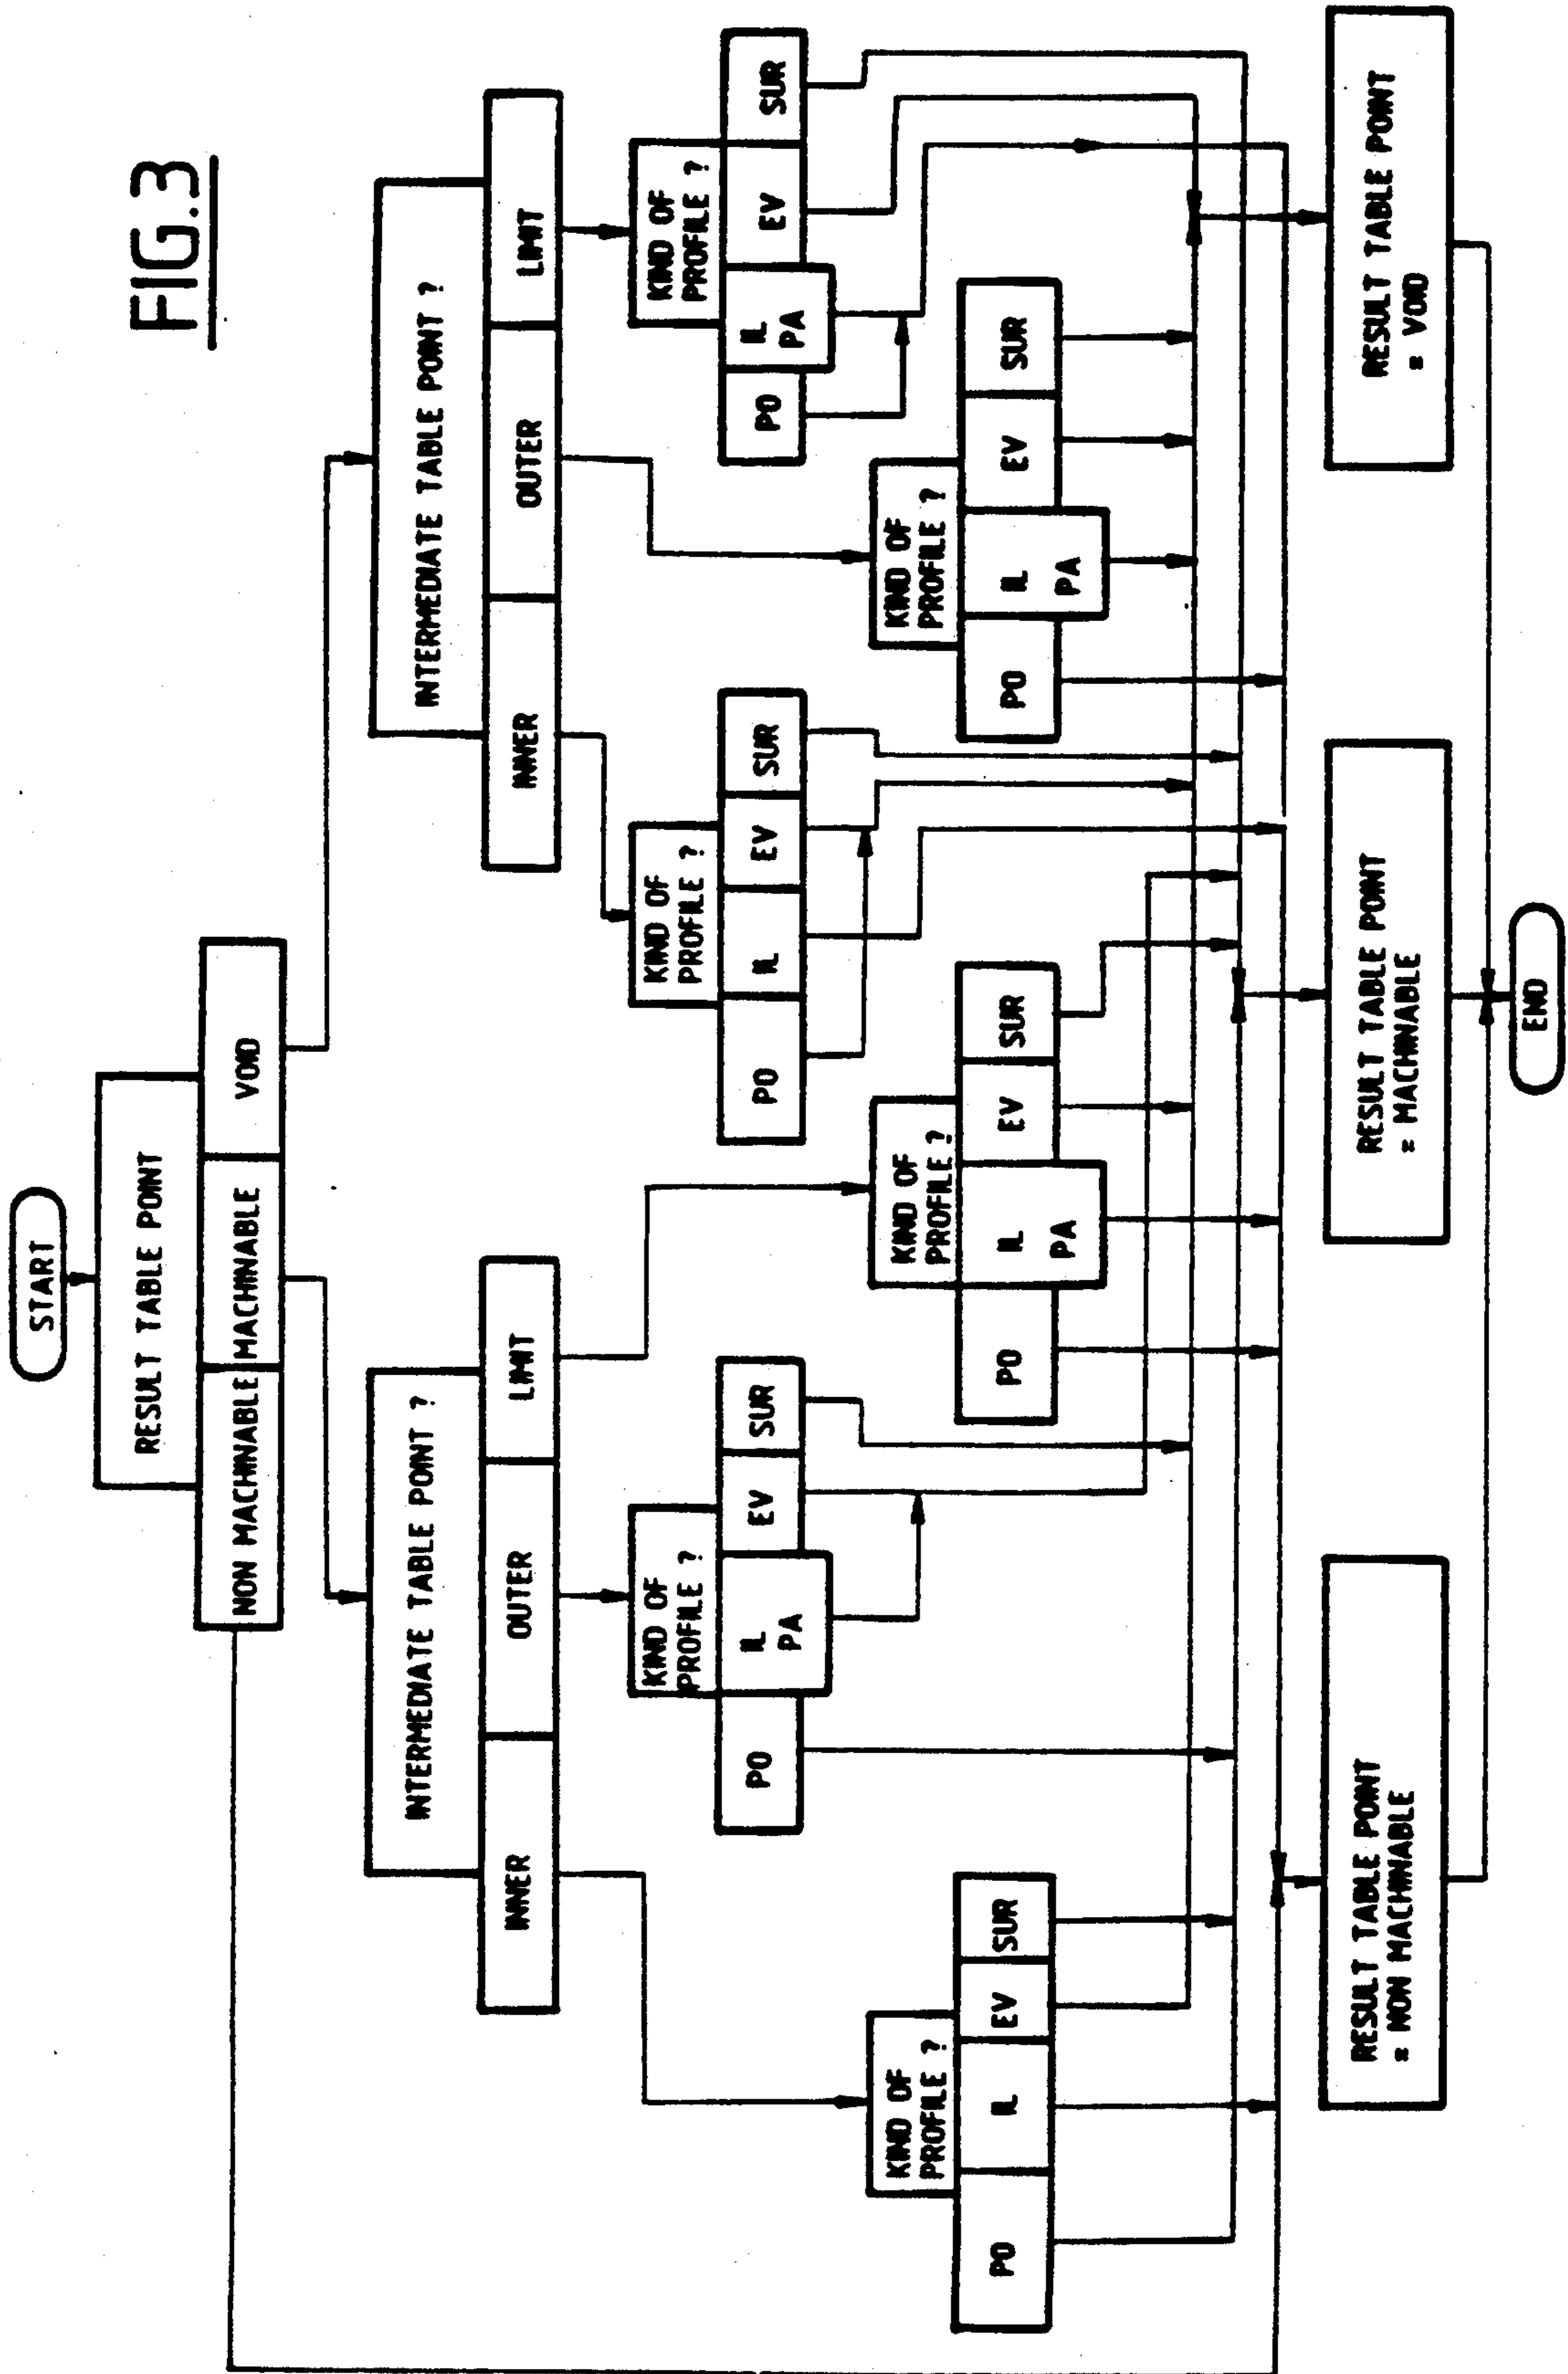 FIG.3
START
RESULT TABLE POINT
NON MACHINABLE
MACHINABLE
VOID
INTERMEDIATE TABLE POINT ?
INNER
OUTER
LIMIT
INTERMEDIATE TABLE POINT ?
INNER
OUTER
LIMIT
KIND OF
PROFILE ?
PO
IL
PA
EV
SUR
KIND OF
PROFILE ?
PO
IL
EV
SUR
KIND OF
PROFILE ?
PO
IL
PA
EV
SUR
KIND OF
PROFILE ?
PO
IL
EV
SUR
KIND OF
PROFILE ?
PO
IL
PA
EV
SUR
KIND OF
PROFILE ?
PO
IL
PA
EV
SUR
RESULT TABLE POINT
= NON MACHINABLE
RESULT TABLE POINT
= MACHINABLE
RESULT TABLE POINT
= VOID
END